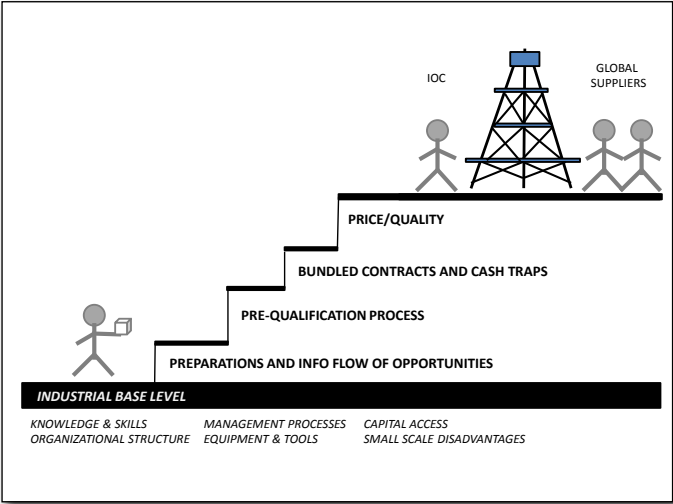 IOC
GLOBAL
SUPPLIERS
PRICE/QUALITY
BUNDLED CONTRACTS AND CASH TRAPS
PRE-QUALIFICATION PROCESS
PREPARATIONS AND INFO FLOW OF OPPORTUNITIES
INDUSTRIAL BASE LEVEL
KNOWLEDGE & SKILLS MANAGEMENT PROCESSES CAPITAL ACCESS
ORGANIZATIONAL STRUCTURE EQUIPMENT & TOOLS SMALL SCALE DISADVANTAGES